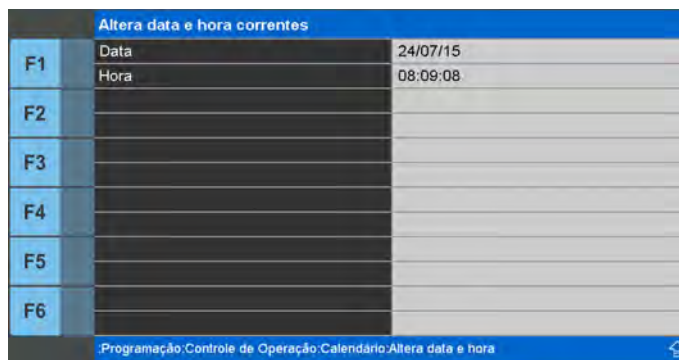 Altera data e hora correntes
F1
Data 24/07/15
Hora 08:09:08
F2
F3
F4
F5
F6
:Programação:Controle de Operação:Calendário:Altera data e hora